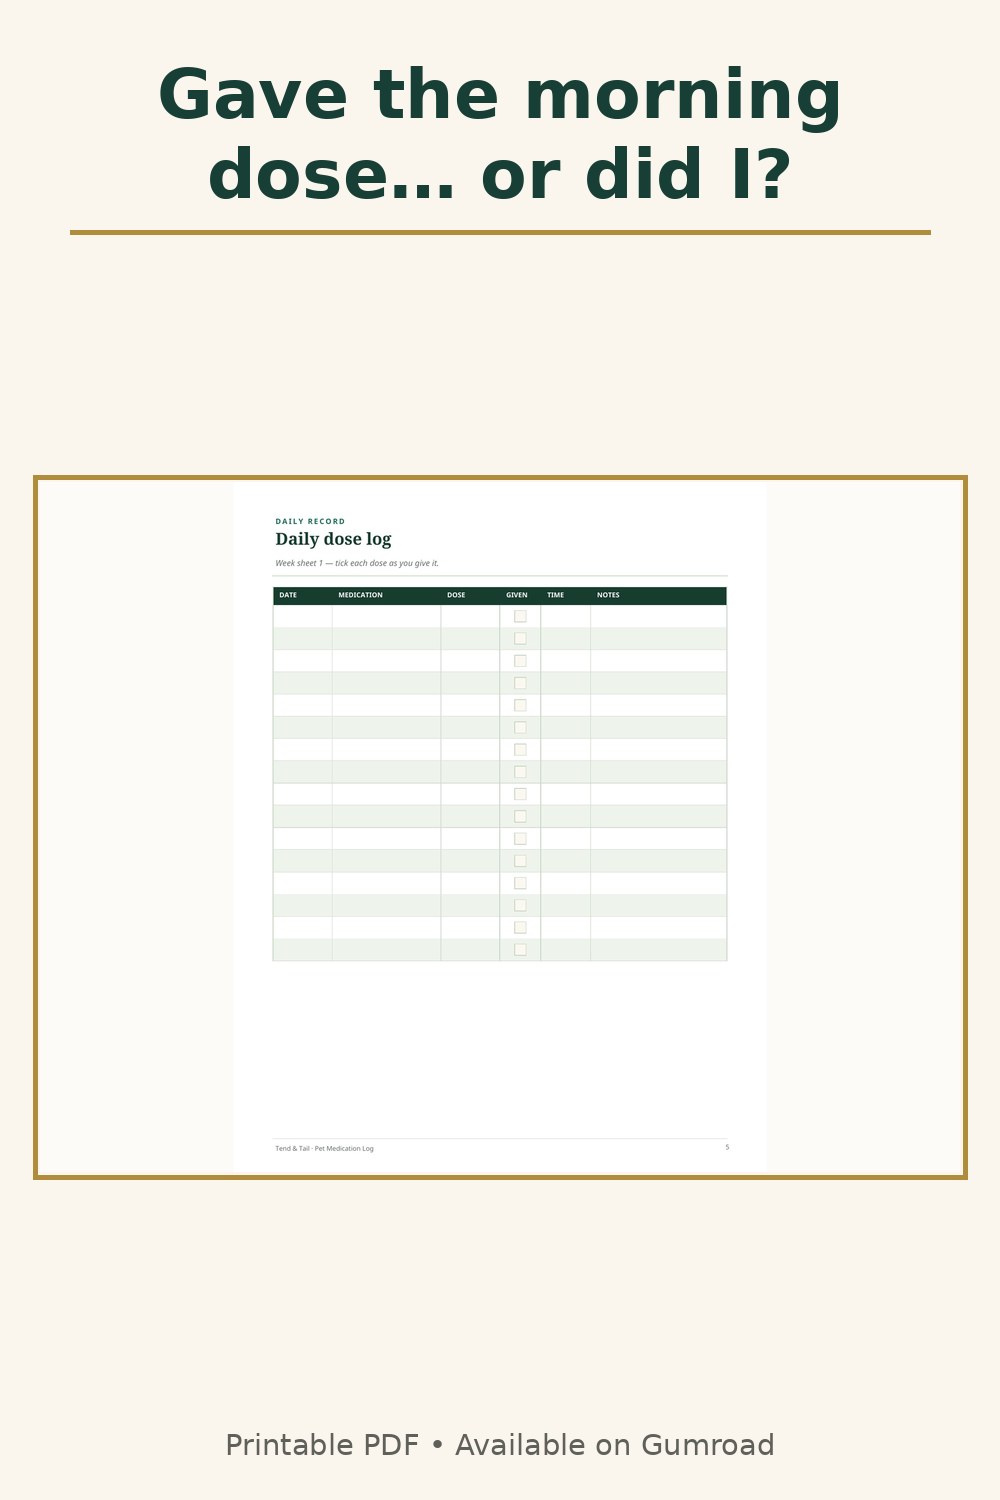 Gave the morning
dose… or did I?
DAILY RECORD
Daily dose log
Week sheet 1 — tick each dose as you give it.
DATE MEDICATION DOSE GIVEN TIME NOTES
Tend & Tail · Pet Medication Log 5
Printable PDF • Available on Gumroad